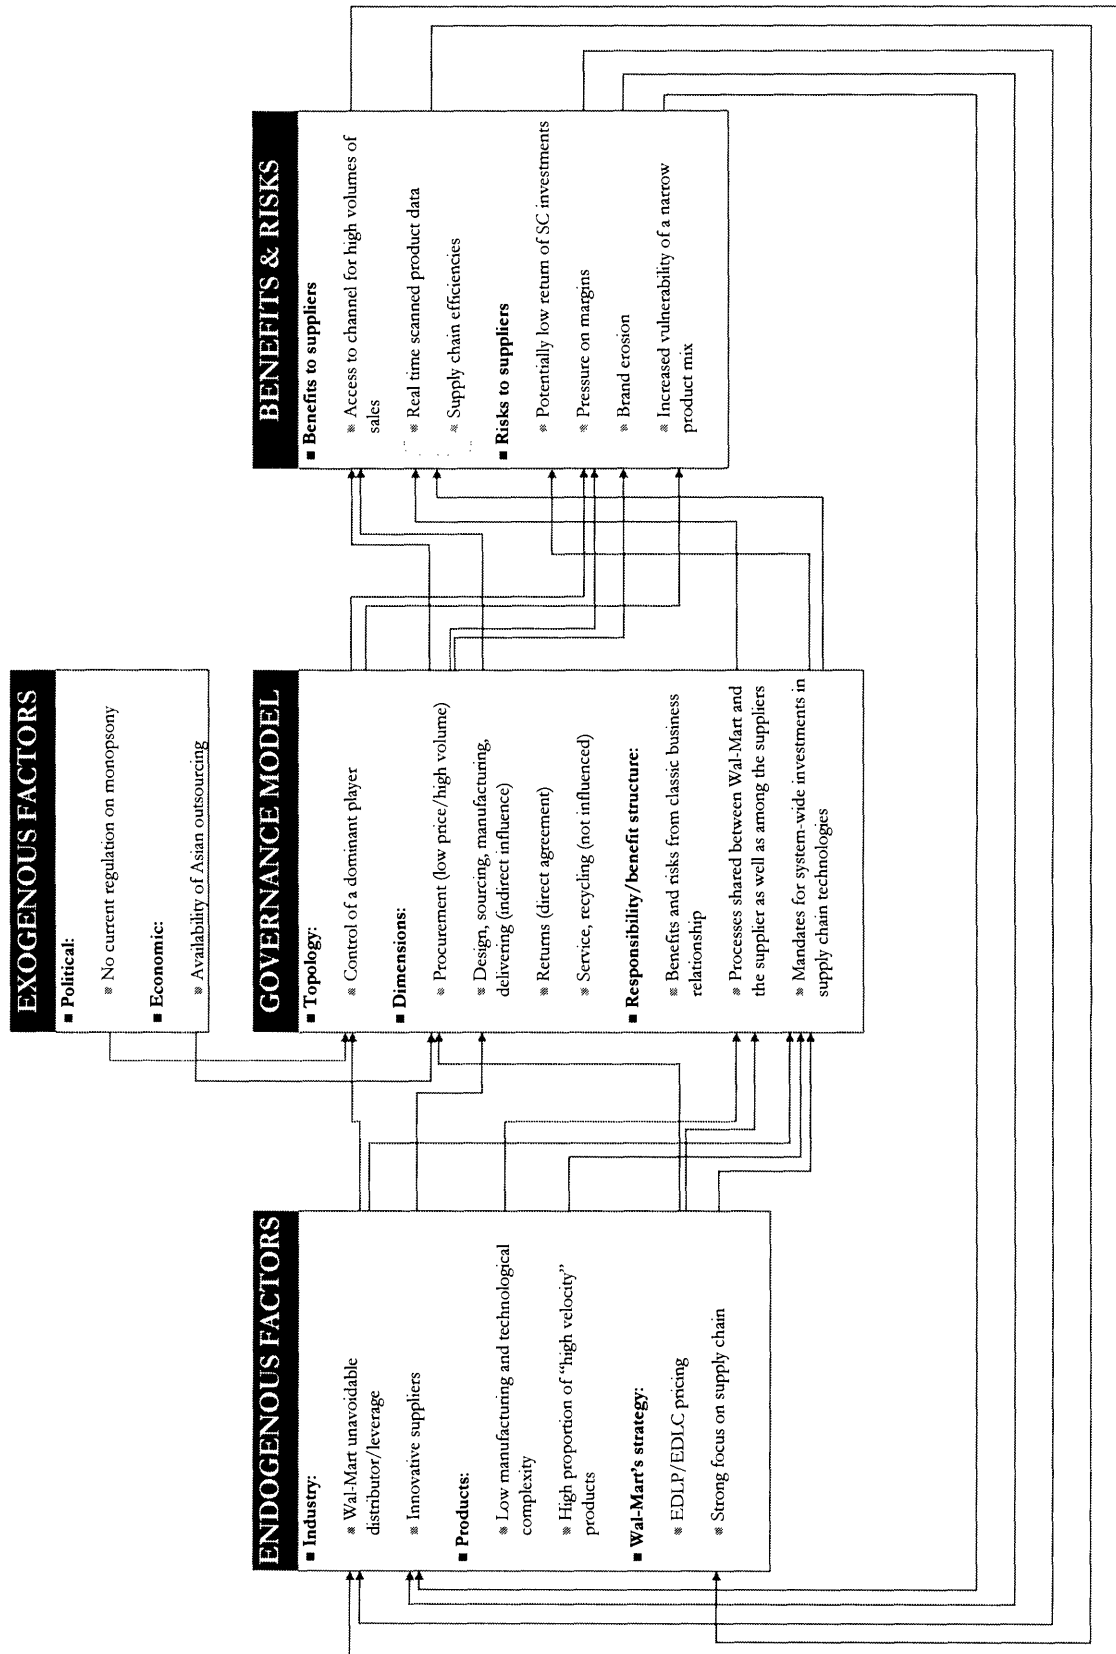 EXOGENOUS FACTORS
■ Political:
No current regulation on monopsony
■ Economic:
Availability of Asian outsourcing
ENDOGENOUS FACTORS
■ Industry:
Wal-Mart unavoidable
distributor/leverage
Innovative suppliers
■ Products:
Low manufacturing and technological
complexity
High proportion of “high velocity”
products
■ Wal-Mart's strategy:
EDLP/EDLC pricing
Strong focus on supply chain
GOVERNANCE MODEL
■ Topology:
Control of a dominant player
■ Dimensions:
Procurement (low price/high volume)
Design, sourcing, manufacturing,
delivering (indirect influence)
Returns (direct agreement)
Service, recycling (not influenced)
■ Responsibility/benefit structure:
Benefits and risks from classic business
relationship
Processes shared between Wal-Mart and
the supplier as well as among the suppliers
Mandates for system-wide investments in
supply chain technologies
BENEFITS & RISKS
■ Benefits to suppliers
Access to channel for high volumes of
sales
Real time scanned product data
Supply chain efficiencies
■ Risks to suppliers
Potentially low return of SC investments
Pressure on margins
Brand erosion
Increased vulnerability of a narrow
product mix